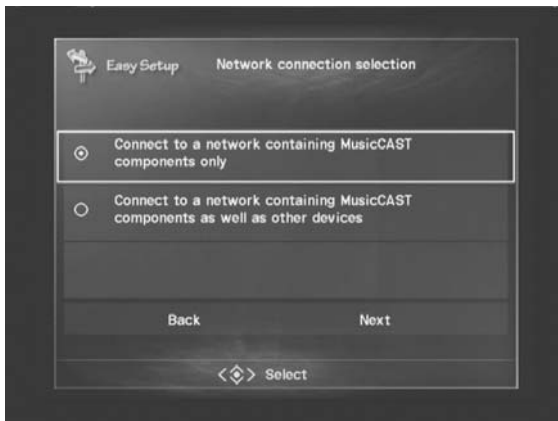 Easy Setup
Network connection selection
Connect to a network containing MusicCAST
components only
Connect to a network containing MusicCAST
components as well as other devices
Back
Next
Select